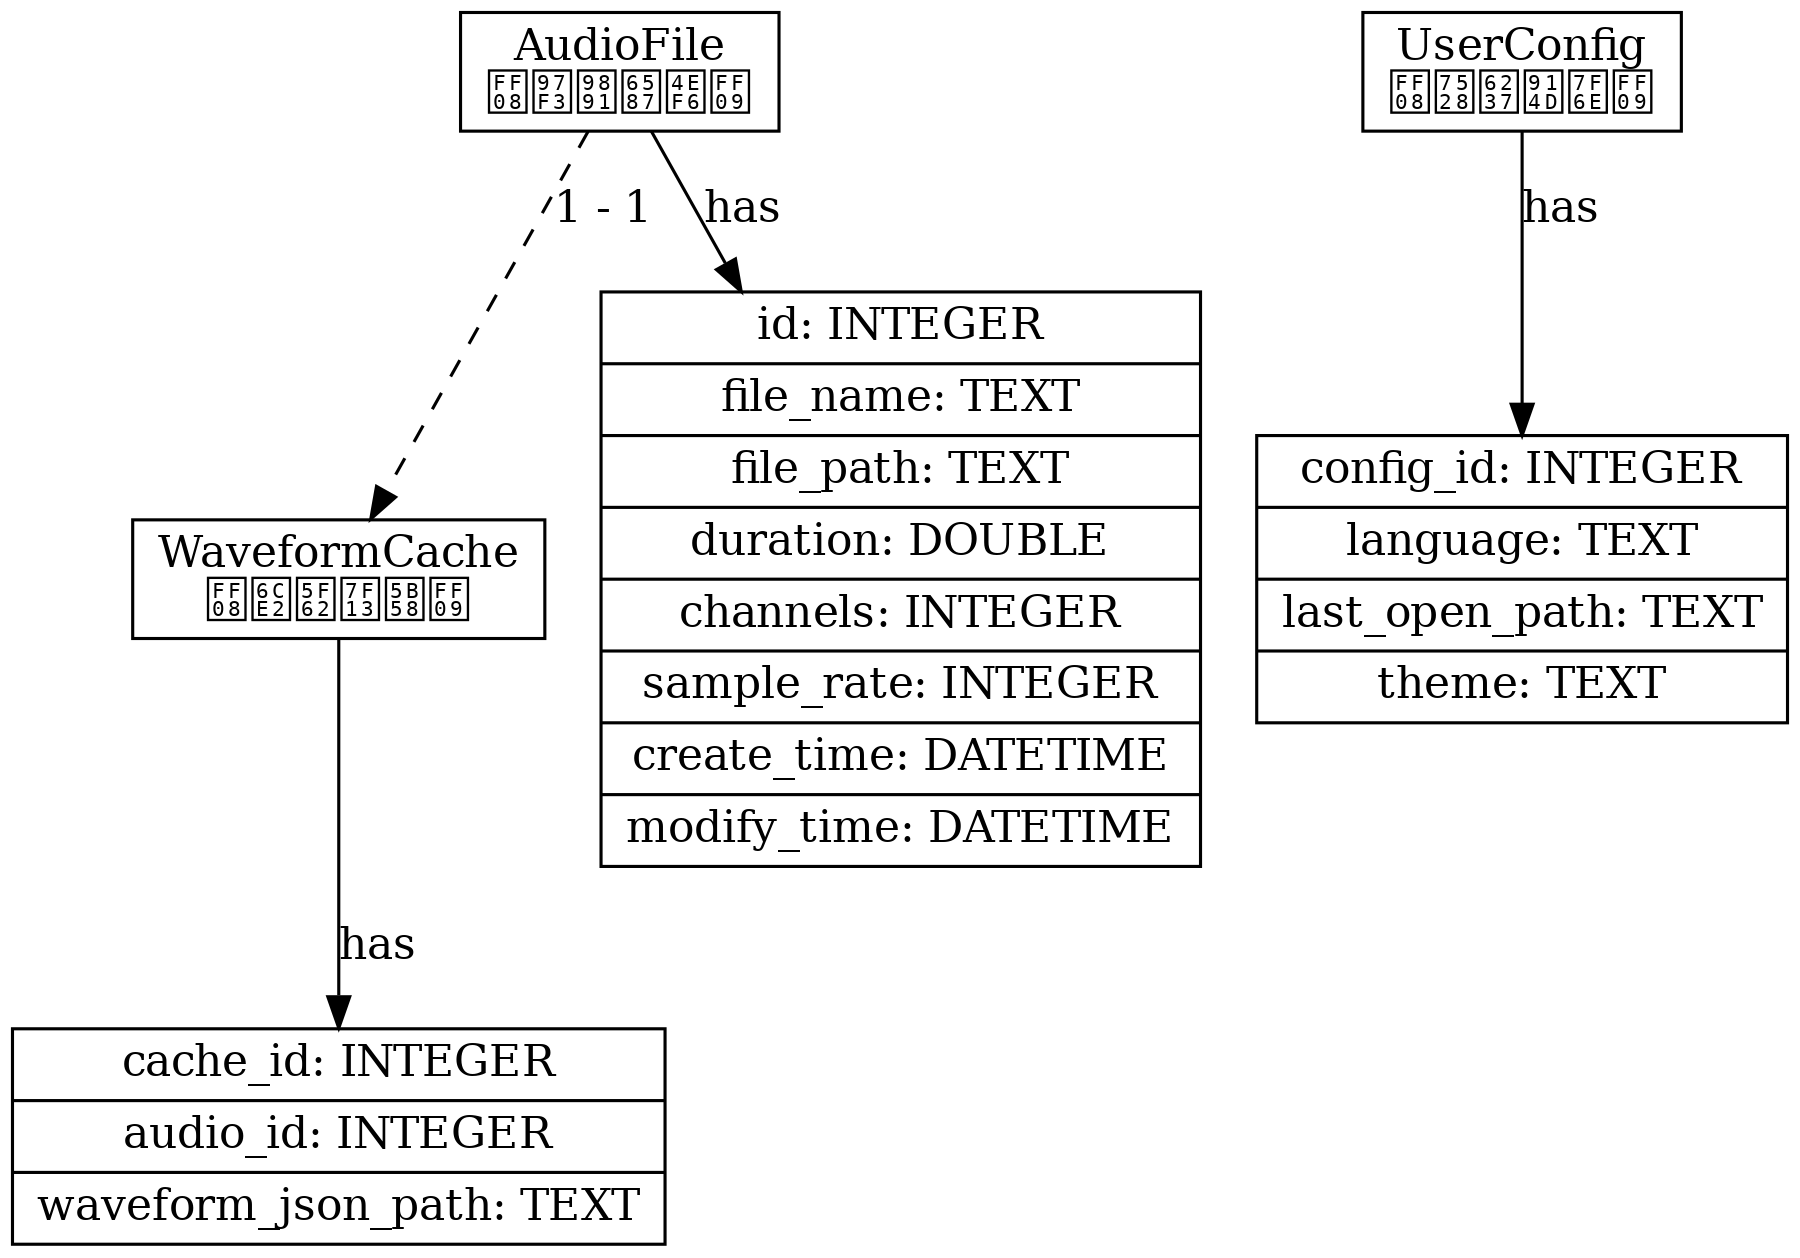 AudioFile
UserConfig
1 - 1
has
has
id: INTEGER
file_name: TEXT
file_path: TEXT
duration: DOUBLE
channels: INTEGER
sample_rate: INTEGER
create_time: DATETIME
modify_time: DATETIME
config_id: INTEGER
language: TEXT
last_open_path: TEXT
theme: TEXT
WaveformCache
has
cache_id: INTEGER
audio_id: INTEGER
waveform_json_path: TEXT